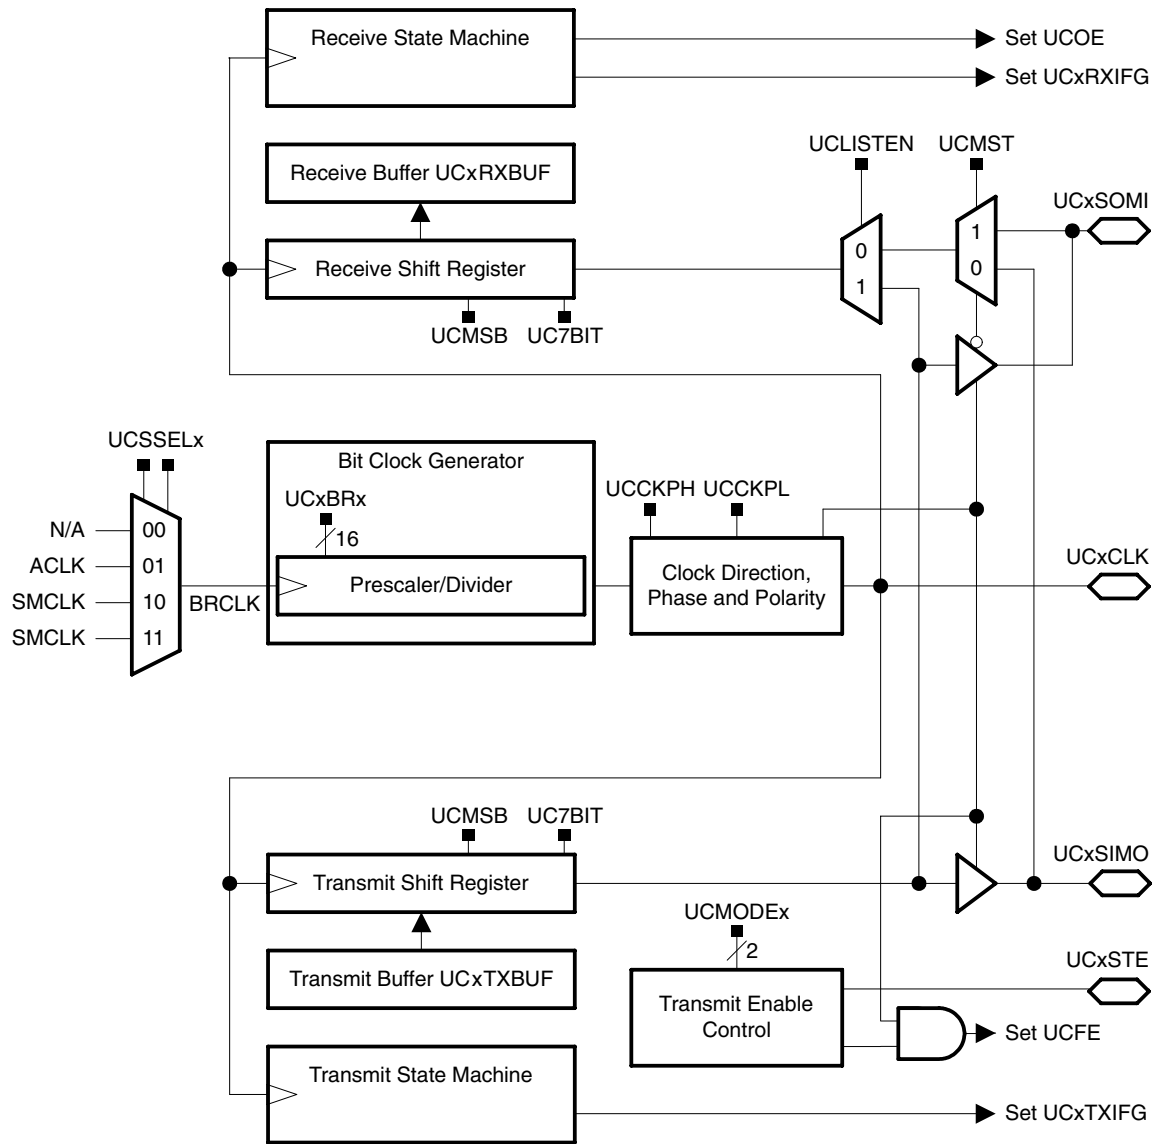 Receive State Machine
Set UCOE
Set UCxRXIFG
UCLISTEN
UCMST
Receive Buffer UCxRXBUF
UCxSOMI
1
0
0
1
Receive Shift Register
UCMSB
UC7BIT
UCSSELx
Bit Clock Generator
UCxBRx
16
UCCKPH
UCCKPL
N/A
00
ACLK
01
SMCLK
10
SMCLK
11
BRCLK
Prescaler/Divider
Clock Direction,
Phase and Polarity
UCxCLK
UCMSB
UC7BIT
Transmit Shift Register
UCxSIMO
UCMODEx
2
Transmit Buffer UCxTXBUF
UCxSTE
Transmit Enable
Control
Set UCFE
Transmit State Machine
Set UCxTXIFG